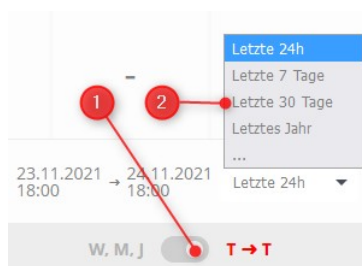 Letzte 24h
Letzte 7 Tage
-
1
2
Letzte 30 Tage
Letztes Jahr
...
23.11.2021 → 24.11.2021
18:00 18:00
Letzte 24h
W, M, J
T → T